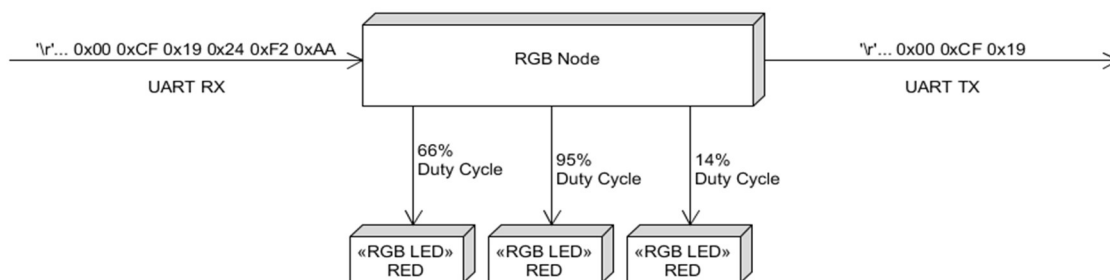 '\r'... 0x00 0xCF 0x19 0x24 0xF2 0xAA
UART RX
RGB Node
'\r'... 0x00 0xCF 0x19
UART TX
66%
Duty Cycle
95%
Duty Cycle
14%
Duty Cycle
«RGB LED»
RED
«RGB LED»
RED
«RGB LED»
RED